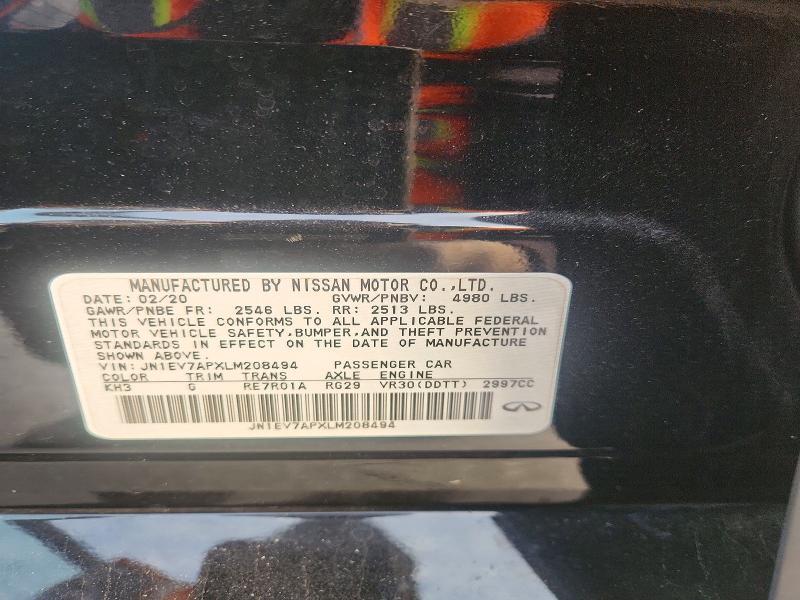 MANUFACTURED BY NISSAN MOTOR CO.,LTD.
DATE: 02/20 GVWR/PNBV: 4980 LBS.
GAWR/PNBE FR: 2546 LBS. RR: 2513 LBS.
THIS VEHICLE CONFORMS TO ALL APPLICABLE FEDERAL
MOTOR VEHICLE SAFETY,BUMPER,AND THEFT PREVENTION
STANDARDS IN EFFECT ON THE DATE OF MANUFACTURE
SHOWN ABOVE.
VIN: JN1EV7APXLM208494 PASSENGER CAR
COLOR TRIM TRANS AXLE ENGINE
KH3 G RE7R01A RG29 VR30(DDTT) 2997CC
JN1EV7APXLM208494